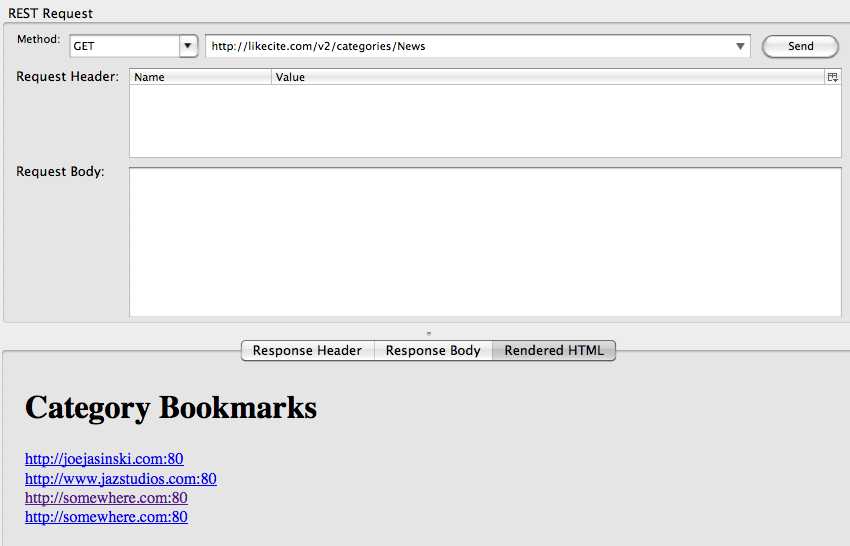 REST Request
Method: GET http://likecite.com/v2/categories/News Send
Request Header: Name Value
Request Body:
Response Header Response Body Rendered HTML
Category Bookmarks
http://joejasinski.com:80
http://www.jazstudios.com:80
http://somewhere.com:80
http://somewhere.com:80